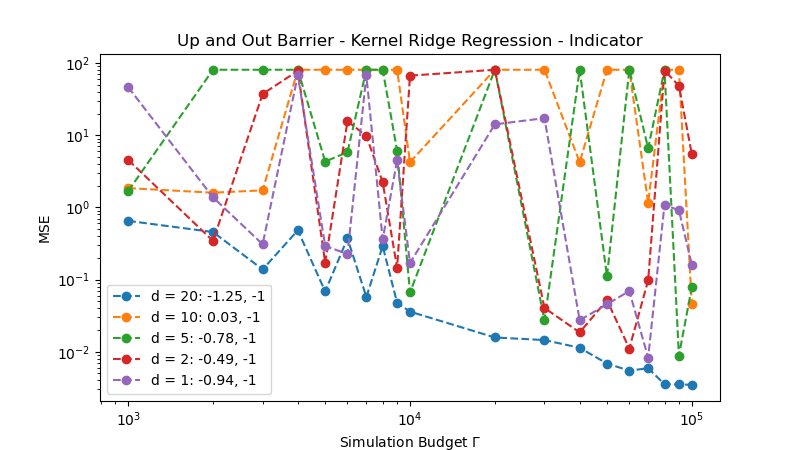 Up and Out Barrier - Kernel Ridge Regression - Indicator
MSE
10²
10¹
10⁰
10⁻¹
10⁻²
d = 20: -1.25, -1
d = 10: 0.03, -1
d = 5: -0.78, -1
d = 2: -0.49, -1
d = 1: -0.94, -1
10³ 10⁴ 10⁵
Simulation Budget Γ